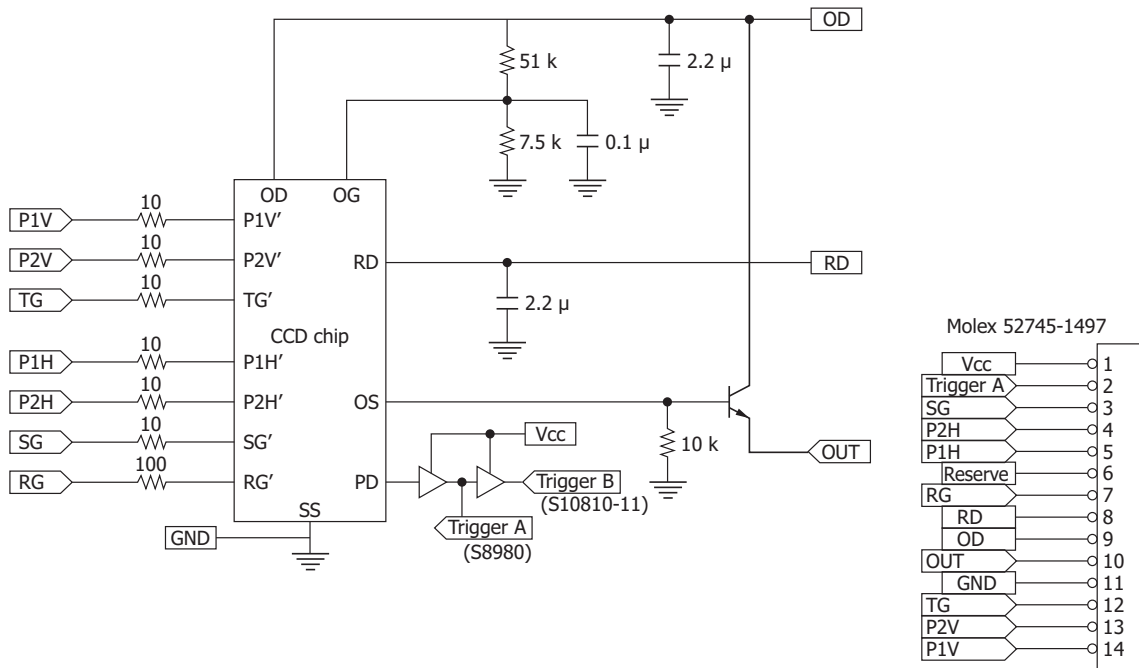 OD
51 k
2.2 µ
7.5 k
0.1 µ
OD OG
P1V 10 P1V’
P2V 10 P2V’ RD RD
TG 10 TG’
2.2 µ
CCD chip
P1H 10 P1H’
P2H 10 P2H’ OS
SG 10 SG’
10 k
Vcc
OUT
RG 100 RG’ PD
Trigger B
(S10810-11)
SS
Trigger A
(S8980)
GND
Molex 52745-1497
Vcc 1
Trigger A 2
SG 3
P2H 4
P1H 5
Reserve 6
RG 7
RD 8
OD 9
OUT 10
GND 11
TG 12
P2V 13
P1V 14